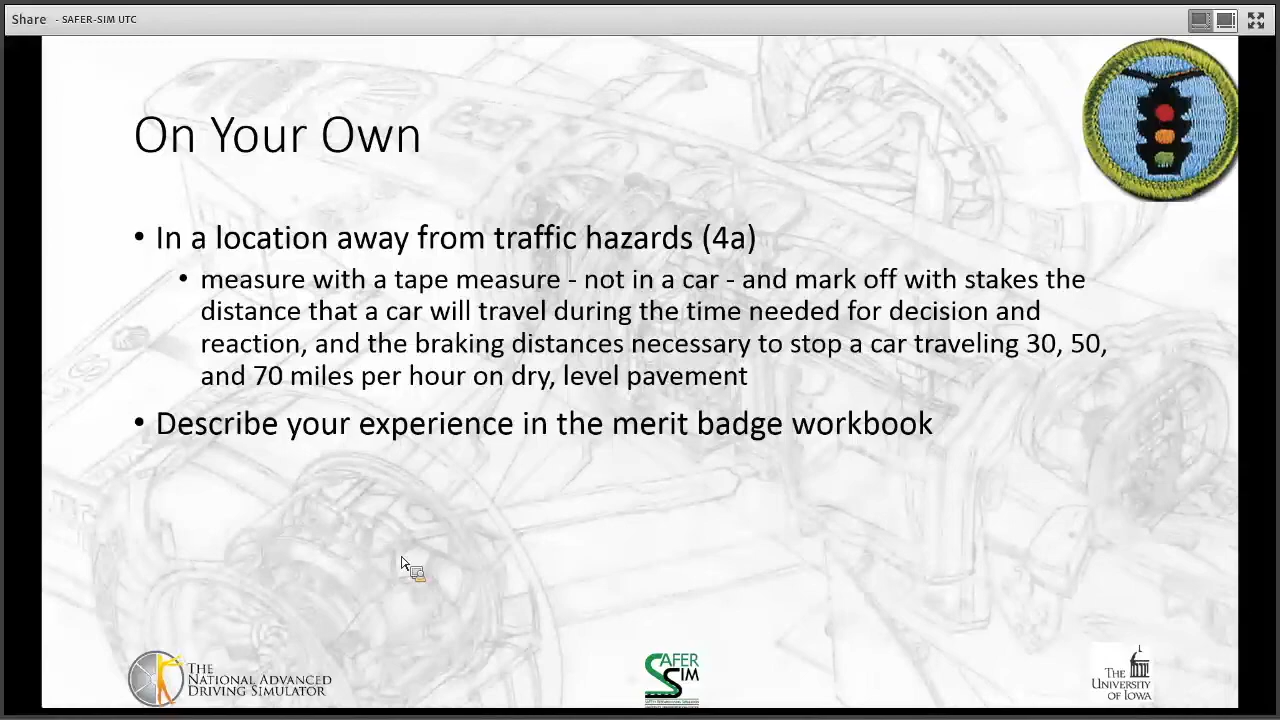 Share - SAFER-SIM UTC
On Your Own
• In a location away from traffic hazards (4a)
• measure with a tape measure - not in a car - and mark off with stakes the
distance that a car will travel during the time needed for decision and
reaction, and the braking distances necessary to stop a car traveling 30, 50,
and 70 miles per hour on dry, level pavement
• Describe your experience in the merit badge workbook
THE
NATIONAL ADVANCED
DRIVING SIMULATOR
SAFER
SIM
THE
UNIVERSITY
OF IOWA